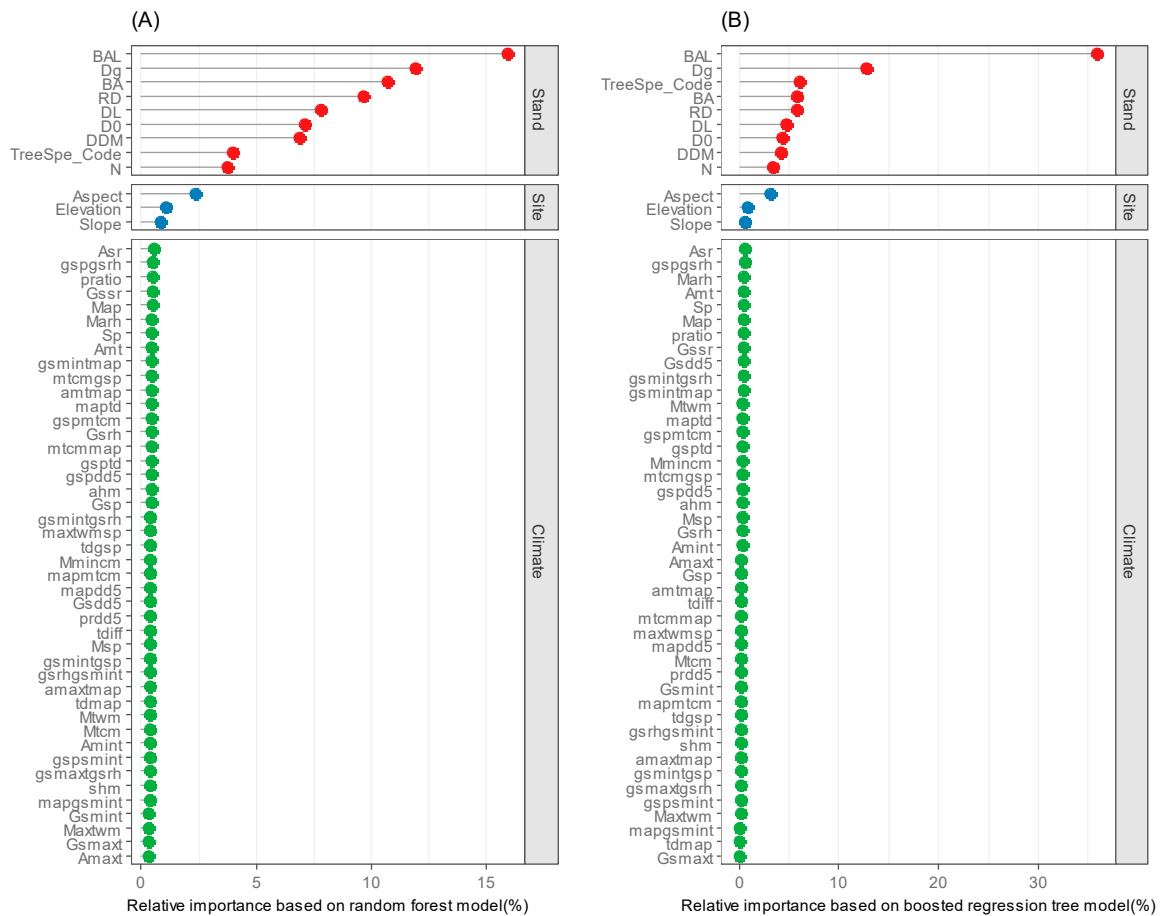 (A)
BAL
Dg
BA
RD
DL
D0
DDM
TreeSpe_Code
N
Stand
Aspect
Elevation
Slope
Site
Asr
gspgsrh
pratio
Gssr
Map
Marh
Sp
Amt
gsmintmap
mtcmgsp
amtmap
maptd
gspmtcm
Gsrh
mtcmmap
gsptd
gspdd5
ahm
Gsp
gsmintgsrh
maxtwmsp
tdgsp
Mmincm
mapmtcm
mapdd5
Gsdd5
prdd5
tdiff
Msp
gsmintgsp
gsrhgsmint
amaxtmap
tdmap
Mtwm
Mtcm
Amint
gspsmint
gsmaxtgsrh
shm
mapgsmint
Gsmint
Maxtwm
Gsmaxt
Amaxt
Climate
0 5 10 15
Relative importance based on random forest model(%)
(B)
BAL
Dg
TreeSpe_Code
BA
RD
DL
D0
DDM
N
Stand
Aspect
Elevation
Slope
Site
Asr
gspgsrh
Marh
Amt
Sp
Map
pratio
Gssr
Gsdd5
gsmintgsrh
gsmintmap
Mtwm
maptd
gspmtcm
gsptd
Mmincm
mtcmgsp
gspdd5
ahm
Msp
Gsrh
Amint
Amaxt
Gsp
amtmap
tdiff
mtcmmap
maxtwmsp
mapdd5
Mtcm
prdd5
Gsmint
mapmtcm
tdgsp
gsrhgsmint
shm
amaxtmap
gsmintgsp
gsmaxtgsrh
gspsmint
Maxtwm
mapgsmint
tdmap
Gsmaxt
Climate
0 10 20 30
Relative importance based on boosted regression tree model(%)